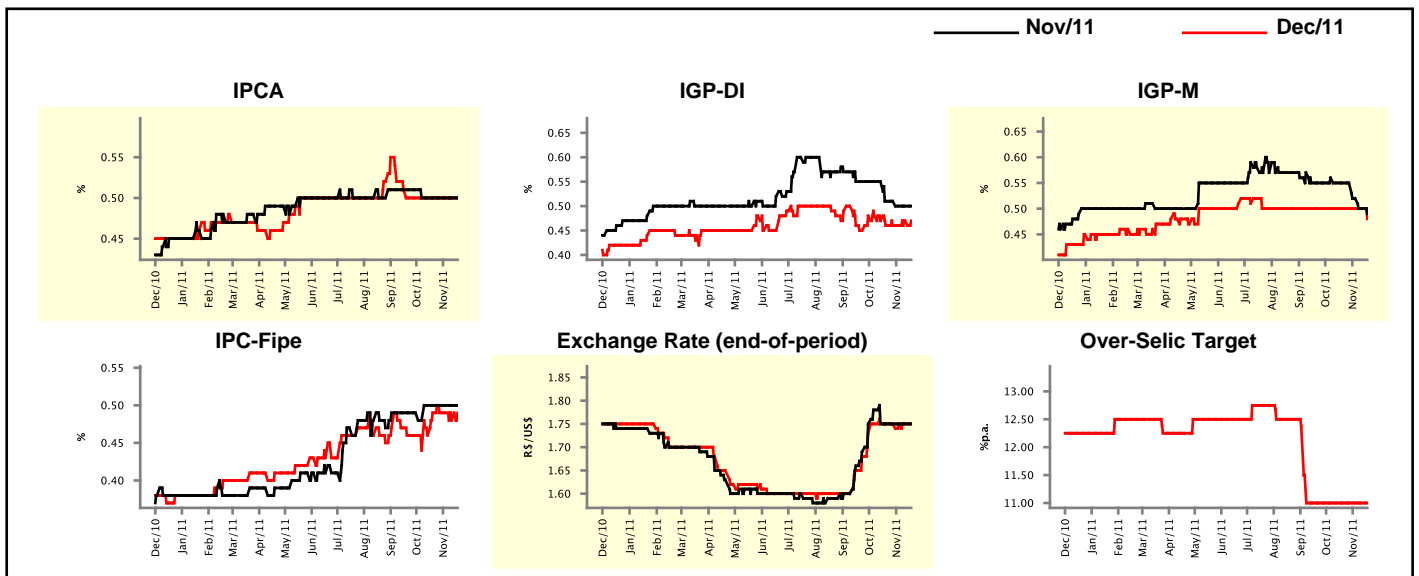 Nov/11 Dec/11
IPCA
%
0.55
0.50
0.45
Dec/10 Jan/11 Feb/11 Mar/11 Apr/11 May/11 Jun/11 Jul/11 Aug/11 Sep/11 Oct/11 Nov/11
IGP-DI
%
0.65
0.60
0.55
0.50
0.45
0.40
Dec/10 Jan/11 Feb/11 Mar/11 Apr/11 May/11 Jun/11 Jul/11 Aug/11 Sep/11 Oct/11 Nov/11
IGP-M
%
0.65
0.60
0.55
0.50
0.45
Dec/10 Jan/11 Feb/11 Mar/11 Apr/11 May/11 Jun/11 Jul/11 Aug/11 Sep/11 Oct/11 Nov/11
IPC-Fipe
%
0.55
0.50
0.45
0.40
Dec/10 Jan/11 Feb/11 Mar/11 Apr/11 May/11 Jun/11 Jul/11 Aug/11 Sep/11 Oct/11 Nov/11
Exchange Rate (end-of-period)
R$/US$
1.85
1.80
1.75
1.70
1.65
1.60
Dec/10 Jan/11 Feb/11 Mar/11 Apr/11 May/11 Jun/11 Jul/11 Aug/11 Sep/11 Oct/11 Nov/11
Over-Selic Target
%p.a.
13.00
12.50
12.00
11.50
11.00
Dec/10 Jan/11 Feb/11 Mar/11 Apr/11 May/11 Jun/11 Jul/11 Aug/11 Sep/11 Oct/11 Nov/11